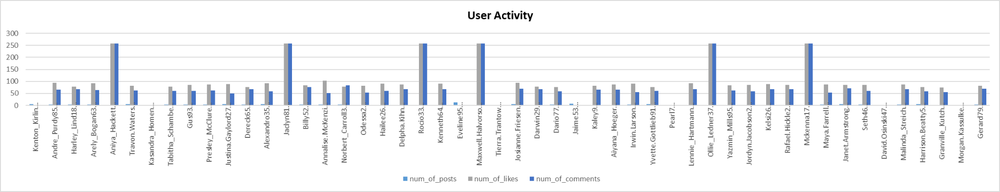 User Activity
300
250
200
150
100
50
0
Kenton_Kirlin...
Andre_Purdy85...
Harley_Lind18...
Arely_Bogan63...
Aniya_Hackett...
Travon.Waters...
Kasandra_Homen...
Tabitha_Schambe...
Gus93...
Presley_McClure...
Justina.Gaylord27...
Dereck65...
Alexandro35...
Jaclyn81...
Billy52...
Annalise.McKenzi...
Norbert_Carroll3...
Odessa2...
Hailee26...
Delpha.Kihn...
Rocio33...
Kenneth64...
Eveline95...
Maxwell.Halvorso...
Tierra.Trantow...
Josianne.Friesen...
Darwin29...
Dario77...
Jaime53...
Kaley9...
Aiyana_Hoeger...
Irwin.Larson...
Yvette.Gottlieb91...
Pearl7...
Lennie_Hartmann...
Ollie_Ledner37...
Yazmin_Mills95...
Jordyn.Jacobson2...
Kelsi26...
Rafael.Hickle2...
Mckenna17...
Maya.Farrell...
Janet.Armstrong...
Seth46...
David.Osinski47...
Malinda_Streich...
Harrison.Beatty5...
Granville_Kutch...
Morgan.Kassulke...
Gerard79...
num_of_posts num_of_likes num_of_comments